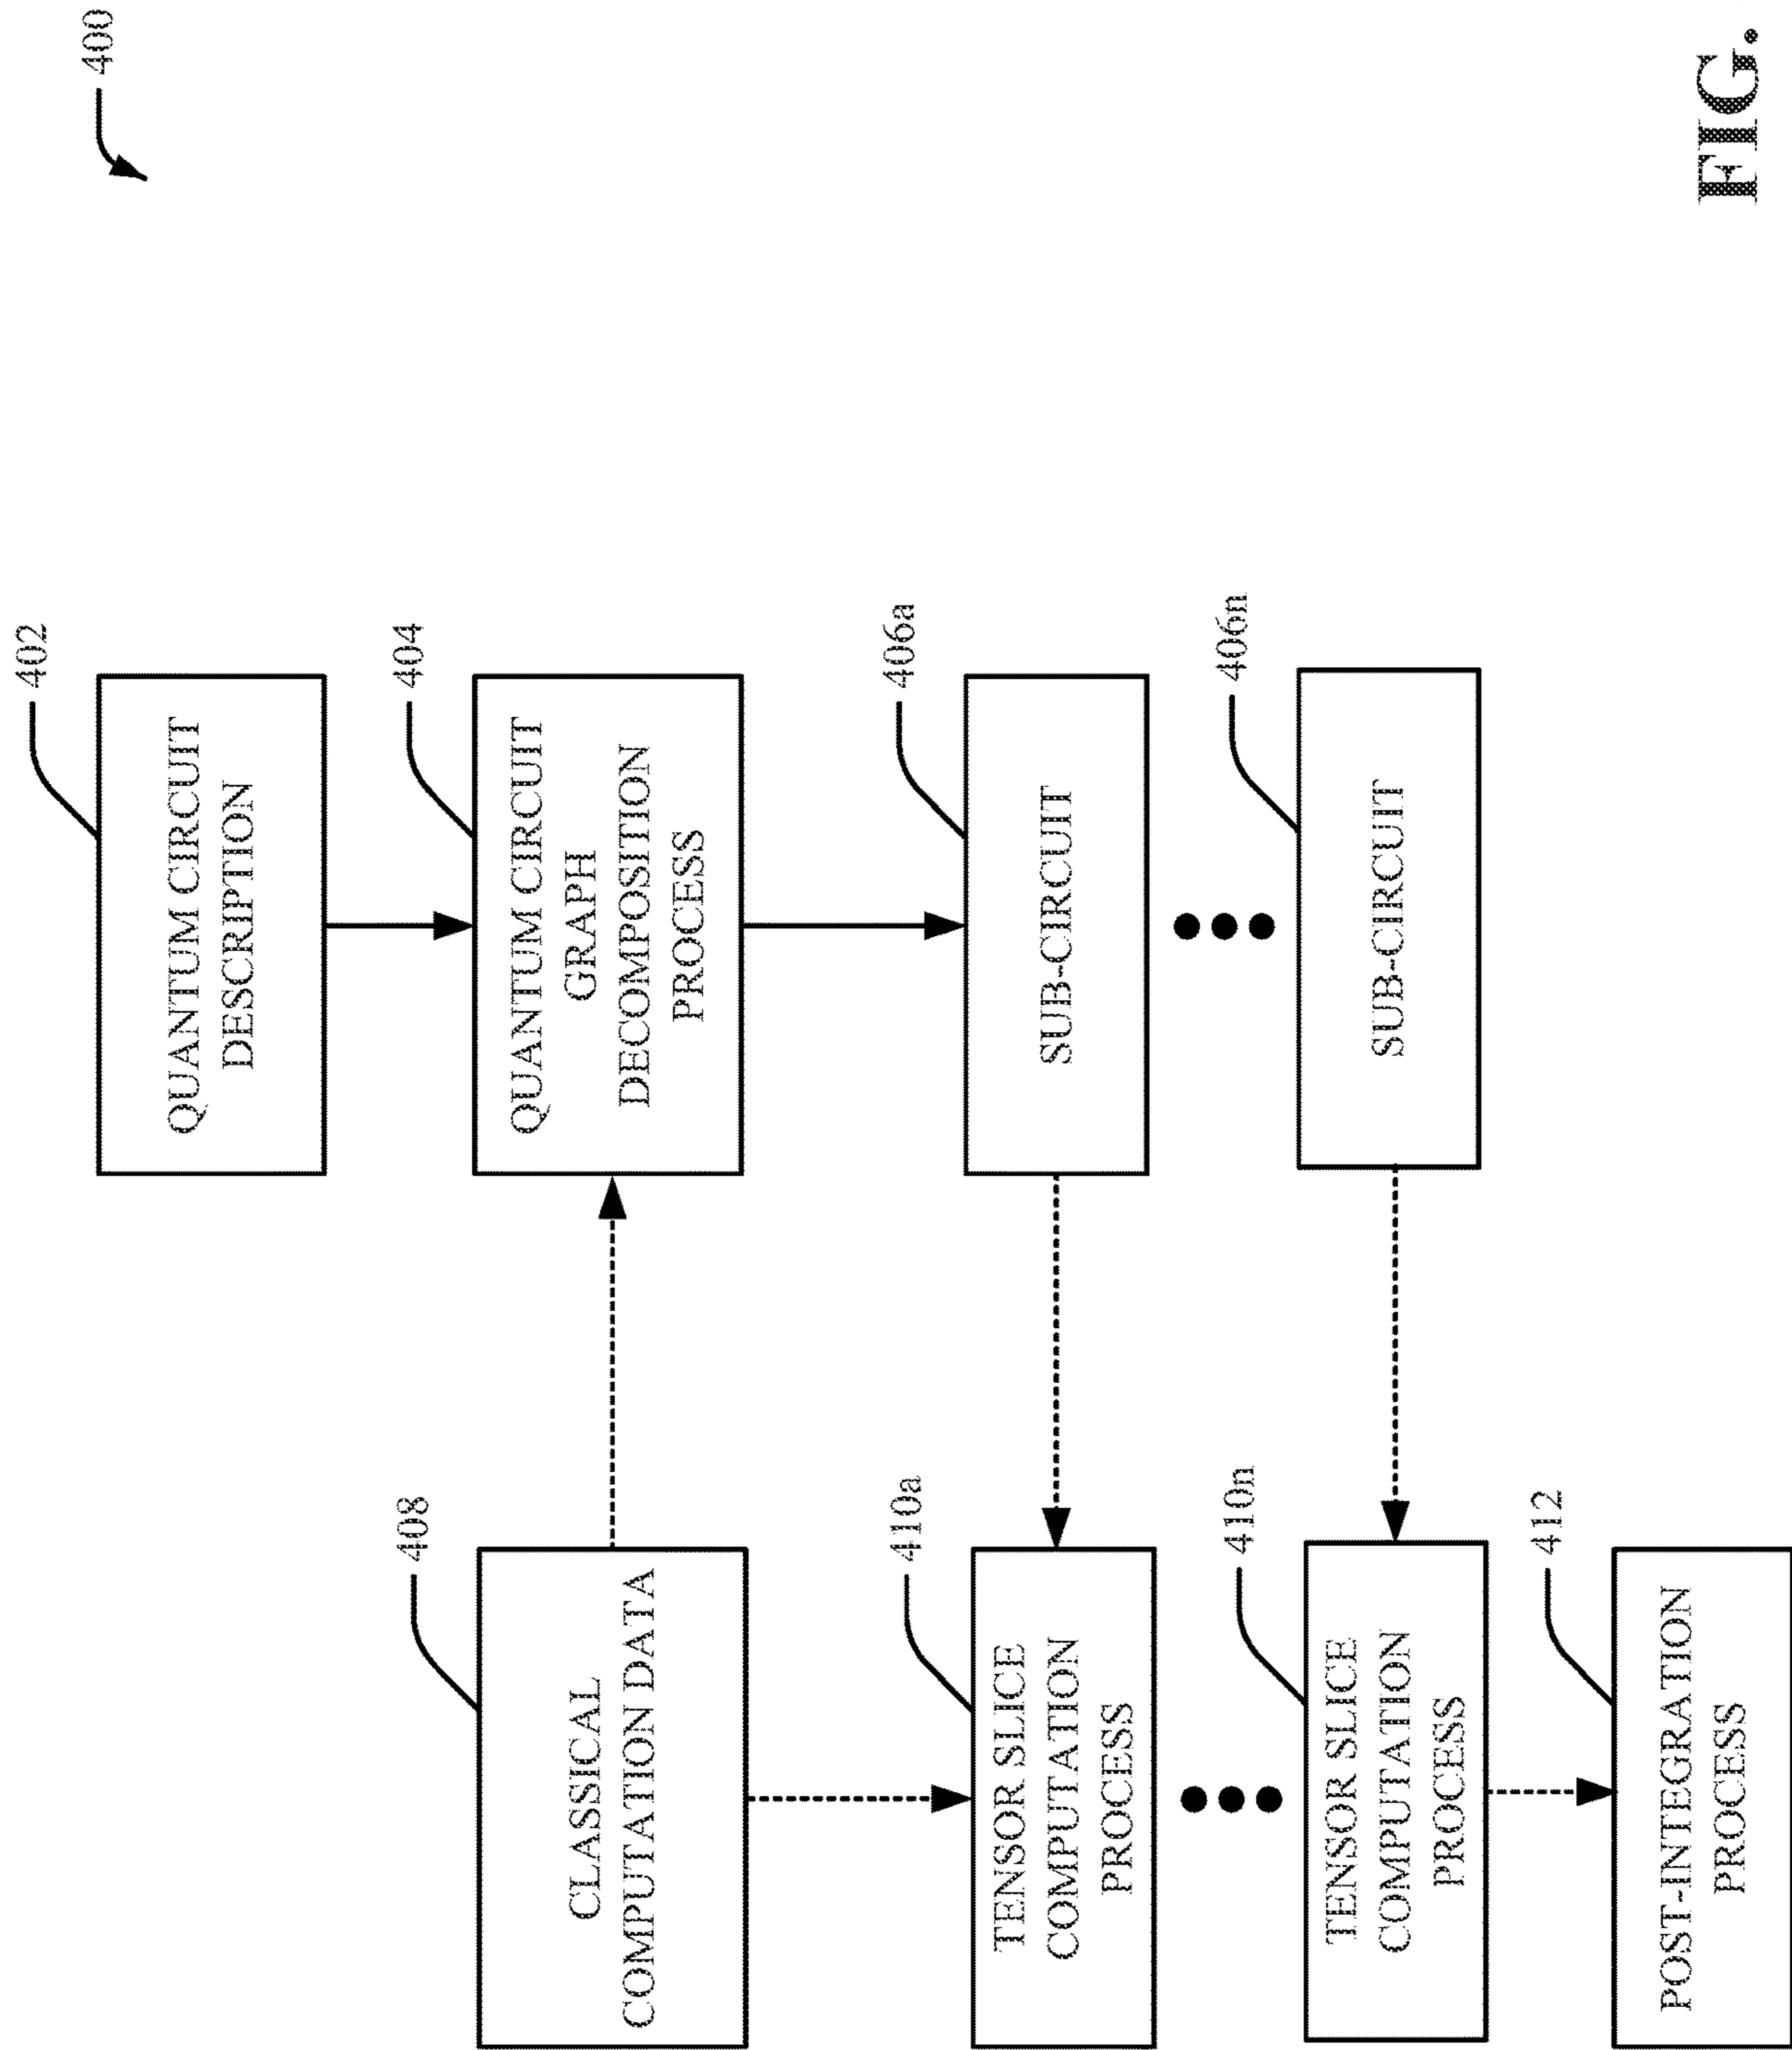 400
402
QUANTUM CIRCUIT
DESCRIPTION
404
QUANTUM CIRCUIT
GRAPH
DECOMPOSITION
PROCESS
406a
SUB-CIRCUIT
406n
SUB-CIRCUIT
408
CLASSICAL
COMPUTATION DATA
410a
TENSOR SLICE
COMPUTATION
PROCESS
410n
TENSOR SLICE
COMPUTATION
PROCESS
412
POST-INTEGRATION
PROCESS
FIG.